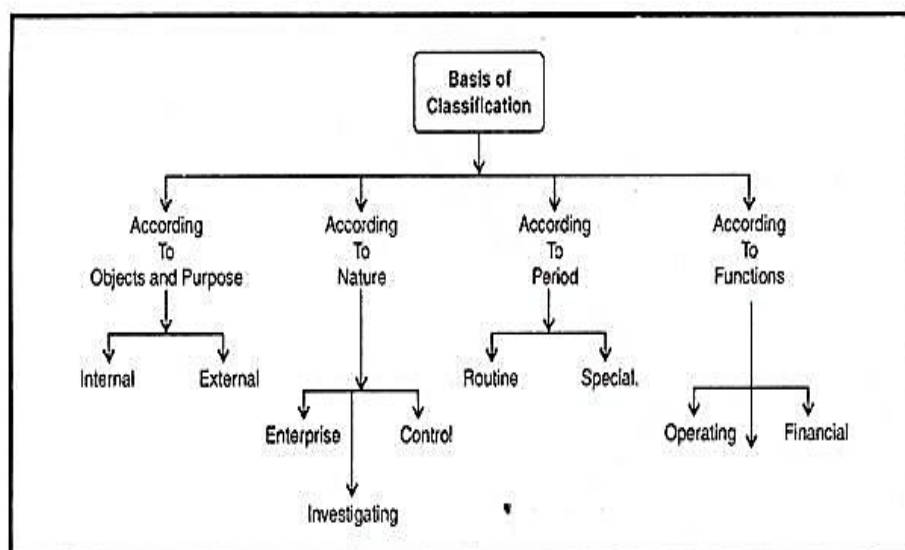 Basis of
Classification
According
To
Objects and Purpose
According
To
Nature
According
To
Period
According
To
Functions
Internal
External
Routine
Special.
Enterprise
Control
Operating
Financial
Investigating